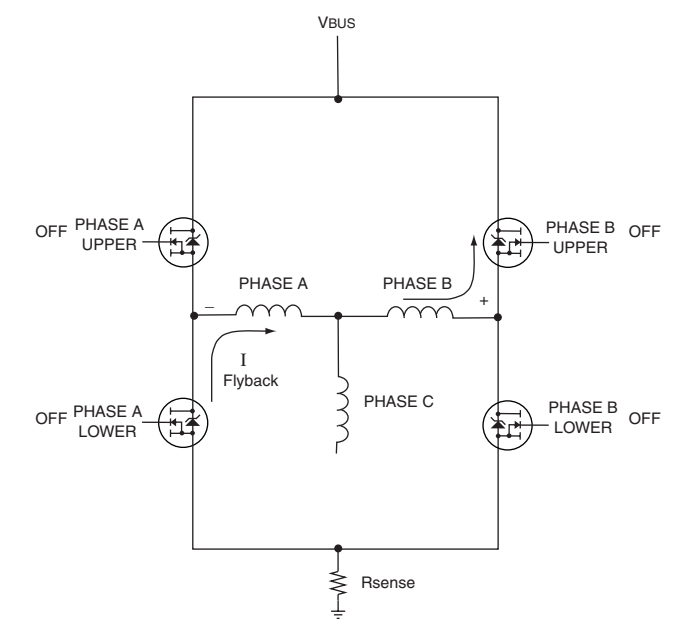 VBUS
OFF PHASE A
UPPER
PHASE B OFF
UPPER
PHASE A
PHASE B
–
+
I
Flyback
OFF PHASE A
LOWER
PHASE C
PHASE B OFF
LOWER
Rsense